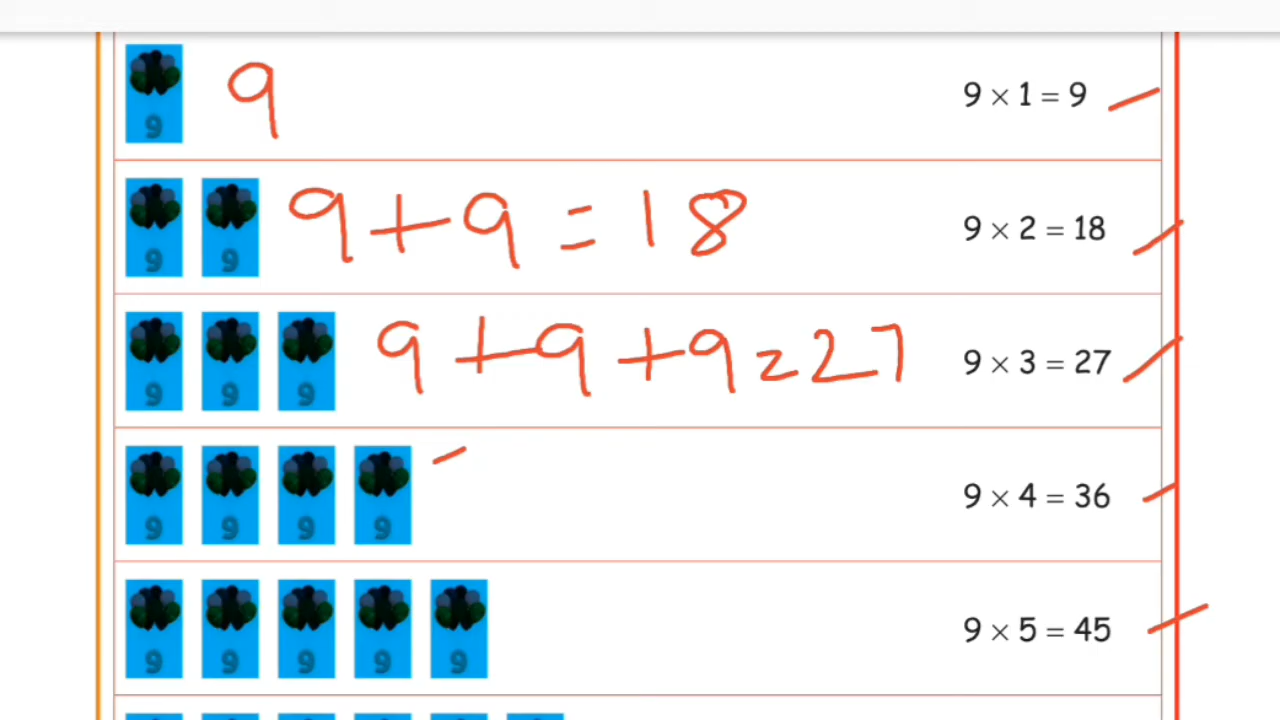 9 9 9 × 1 = 9
9 9 9+9=18 9 × 2 = 18
9 9 9 9+9+9=27 9 × 3 = 27
9 9 9 9 9 × 4 = 36
9 9 9 9 9 9 × 5 = 45